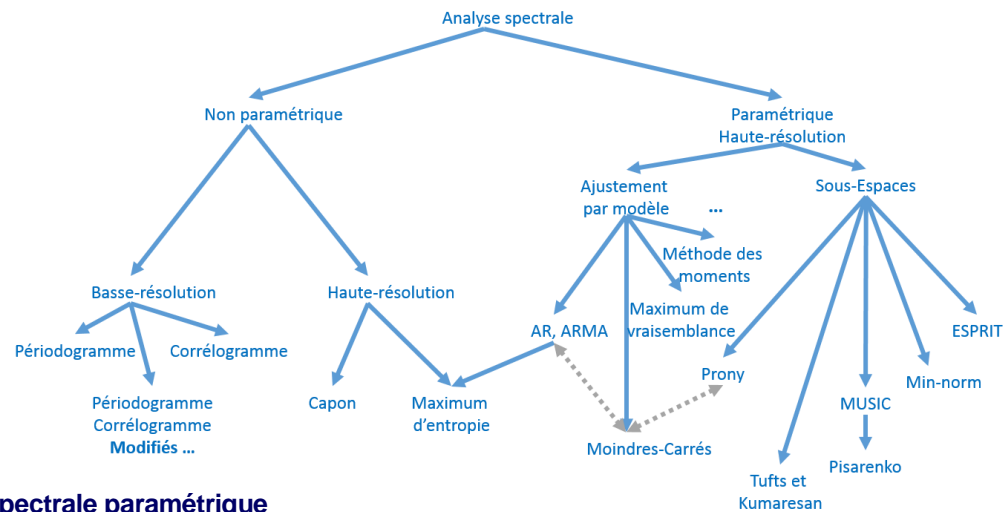 Analyse spectrale
Non paramétrique
Paramétrique
Haute-résolution
Ajustement
par modèle
...
Sous-Espaces
Méthode des
moments
Basse-résolution
Haute-résolution
Maximum de
vraisemblance
AR, ARMA
ESPRIT
Périodogramme
Corrélogramme
Prony
Min-norm
Périodogramme
Corrélogramme
Modifiés ...
Capon
Maximum
d'entropie
MUSIC
Moindres-Carrés
Pisarenko
Tufts et
Kumaresan
pectrale paramétrique